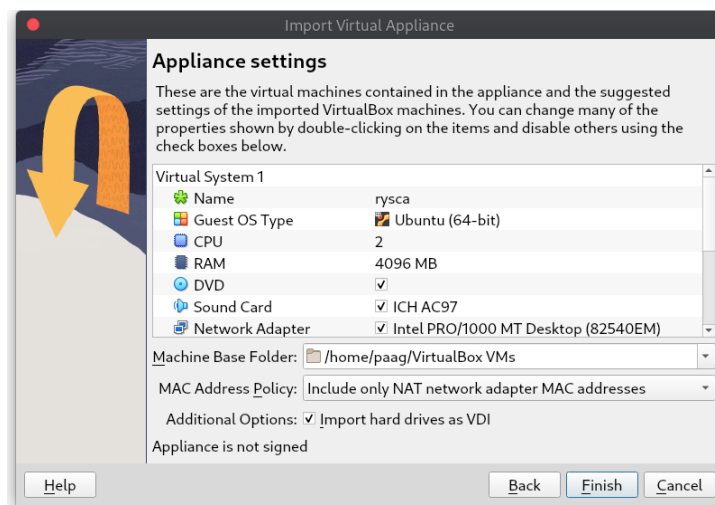 Import Virtual Appliance
Appliance settings
These are the virtual machines contained in the appliance and the suggested
settings of the imported VirtualBox machines. You can change many of the
properties shown by double-clicking on the items and disable others using the
check boxes below.
Virtual System 1
Name rysca
Guest OS Type Ubuntu (64-bit)
CPU 2
RAM 4096 MB
DVD
Sound Card ICH AC97
Network Adapter Intel PRO/1000 MT Desktop (82540EM)
Machine Base Folder: /home/paag/VirtualBox VMs
MAC Address Policy: Include only NAT network adapter MAC addresses
Additional Options: Import hard drives as VDI
Appliance is not signed
Help Back Finish Cancel